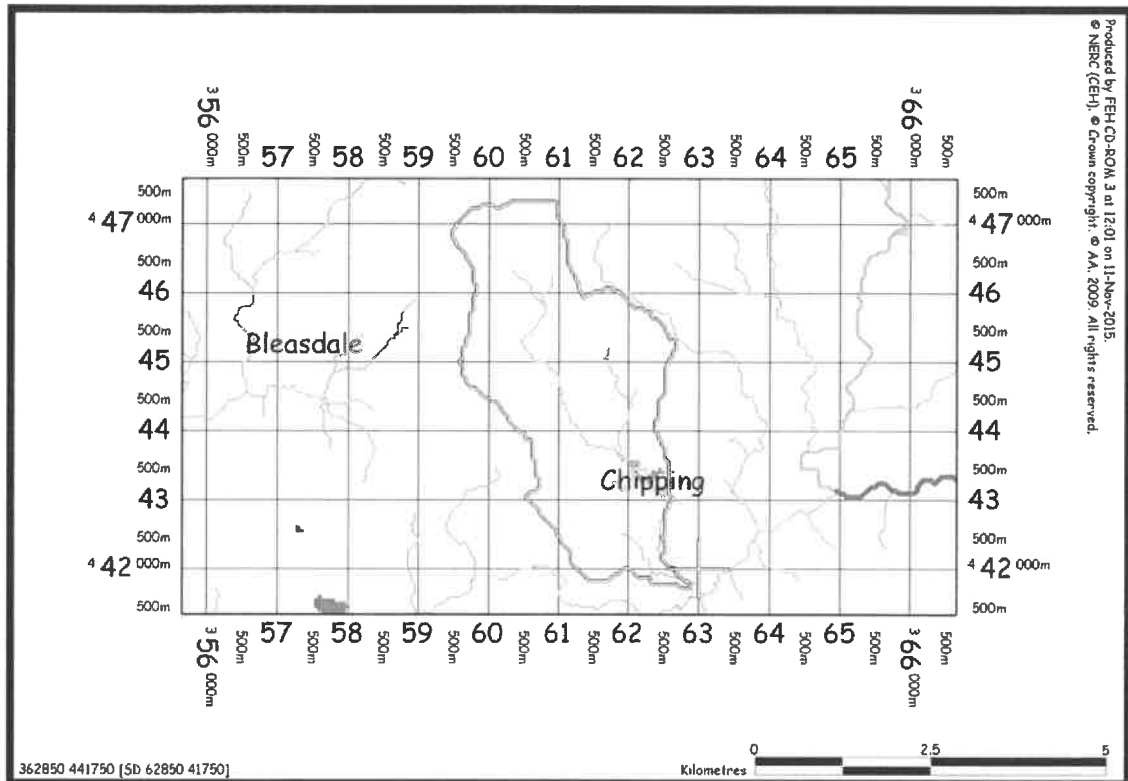 Produced by FEH CD-ROM 3 at 12:01 on 11-Nov-2015.
© NERC (CEH). © Crown copyright. © AA. 2009. All rights reserved.
3 56 000m 500m 57 500m 58 500m 59 500m 60 500m 61 500m 62 500m 63 500m 64 500m 65 500m 3 66 000m 500m
500m 500m
4 47 000m 4 47 000m
500m 500m
46 46
500m 500m
Bleasdale
1
45 45
500m 500m
44 44
500m 500m
Chipping
43 43
500m 500m
4 42 000m 4 42 000m
500m 500m
3 56 000m 500m 57 500m 58 500m 59 500m 60 500m 61 500m 62 500m 63 500m 64 500m 65 500m 3 66 000m 500m
0 2.5 5
362850 441750 [SD 62850 41750] Kilometres